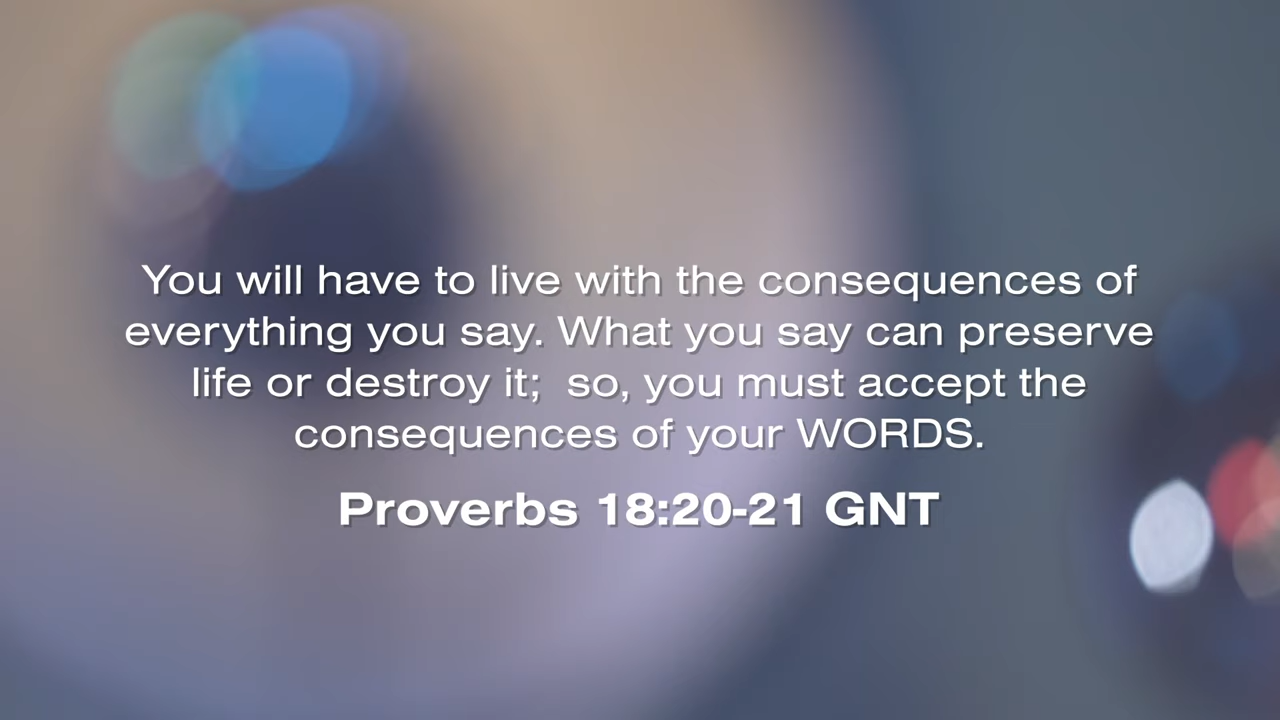 You will have to live with the consequences of
everything you say. What you say can preserve
life or destroy it;  so, you must accept the
consequences of your WORDS.
Proverbs 18:20-21 GNT